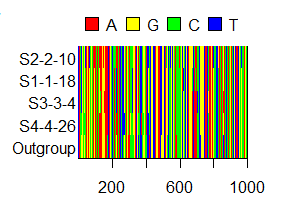 A G C T
S2-2-10
S1-1-18
S3-3-4
S4-4-26
Outgroup
200 600 1000